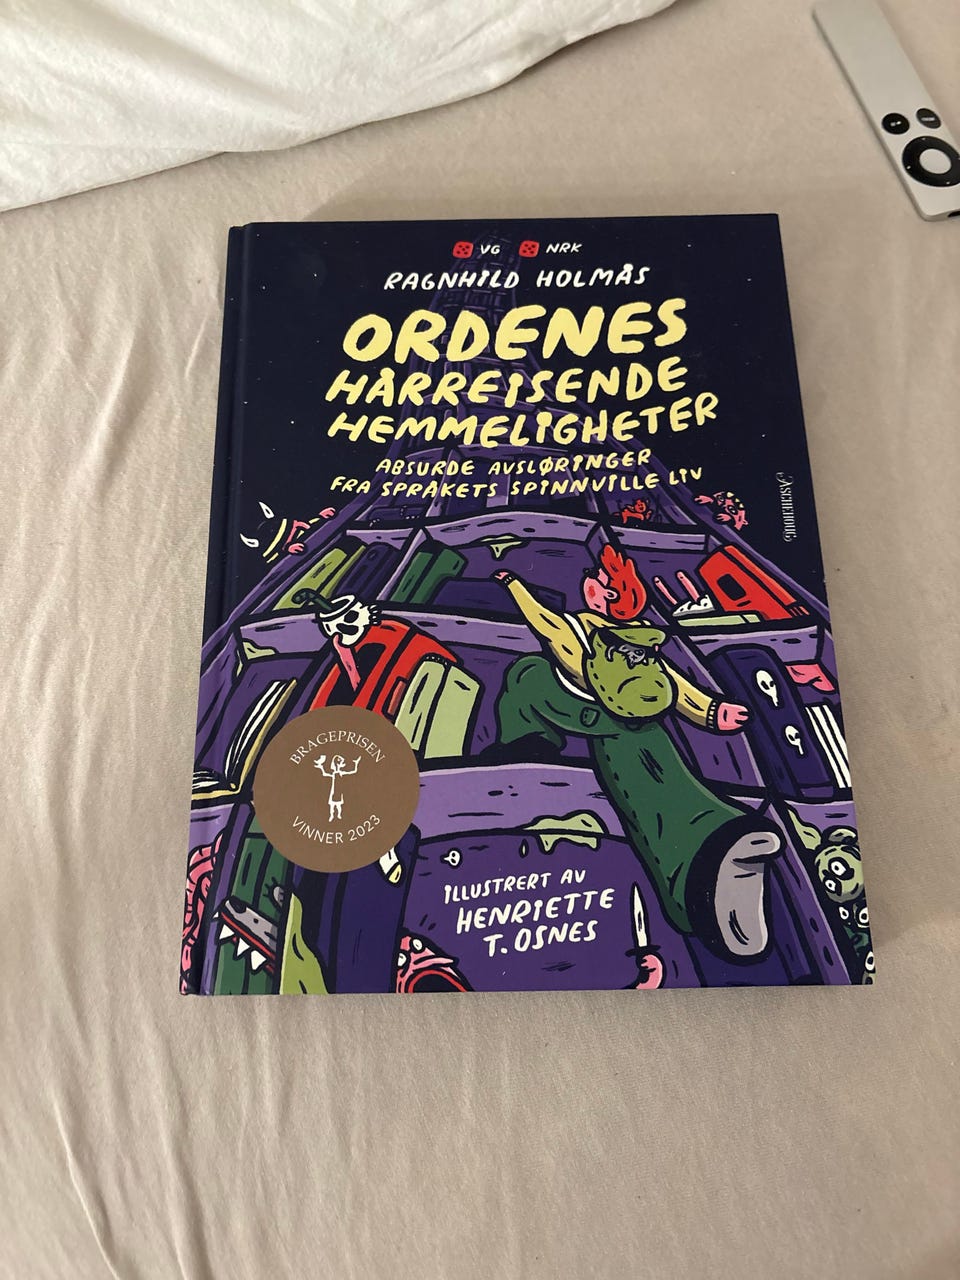 VG NRK
RAGNHILD HOLMÅS
ORDENES
HÅRREISENDE
HEMMELIGHETER
ABSURDE AVSLØRINGER
FRA SPRÅKETS SPINNVILLE LIV
ASCHEHOUG
BRAGEPRISEN
VINNER 2023
ILLUSTRERT AV
HENRIETTE
T. OSNES